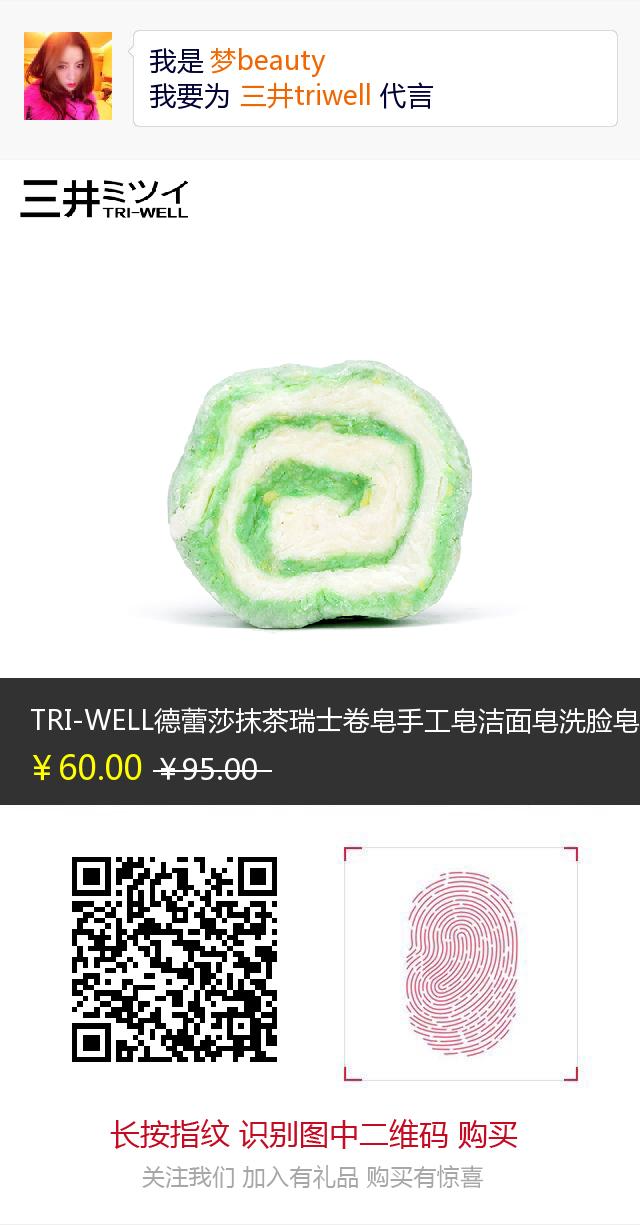 我是 梦beauty
我要为 三井triwell 代言
三井ミツイ
TRI-WELL
TRI-WELL德蕾莎抹茶瑞士卷皂手工皂洁面皂洗脸皂
￥60.00 ￥95.00
长按指纹 识别图中二维码 购买
关注我们 加入有礼品 购买有惊喜